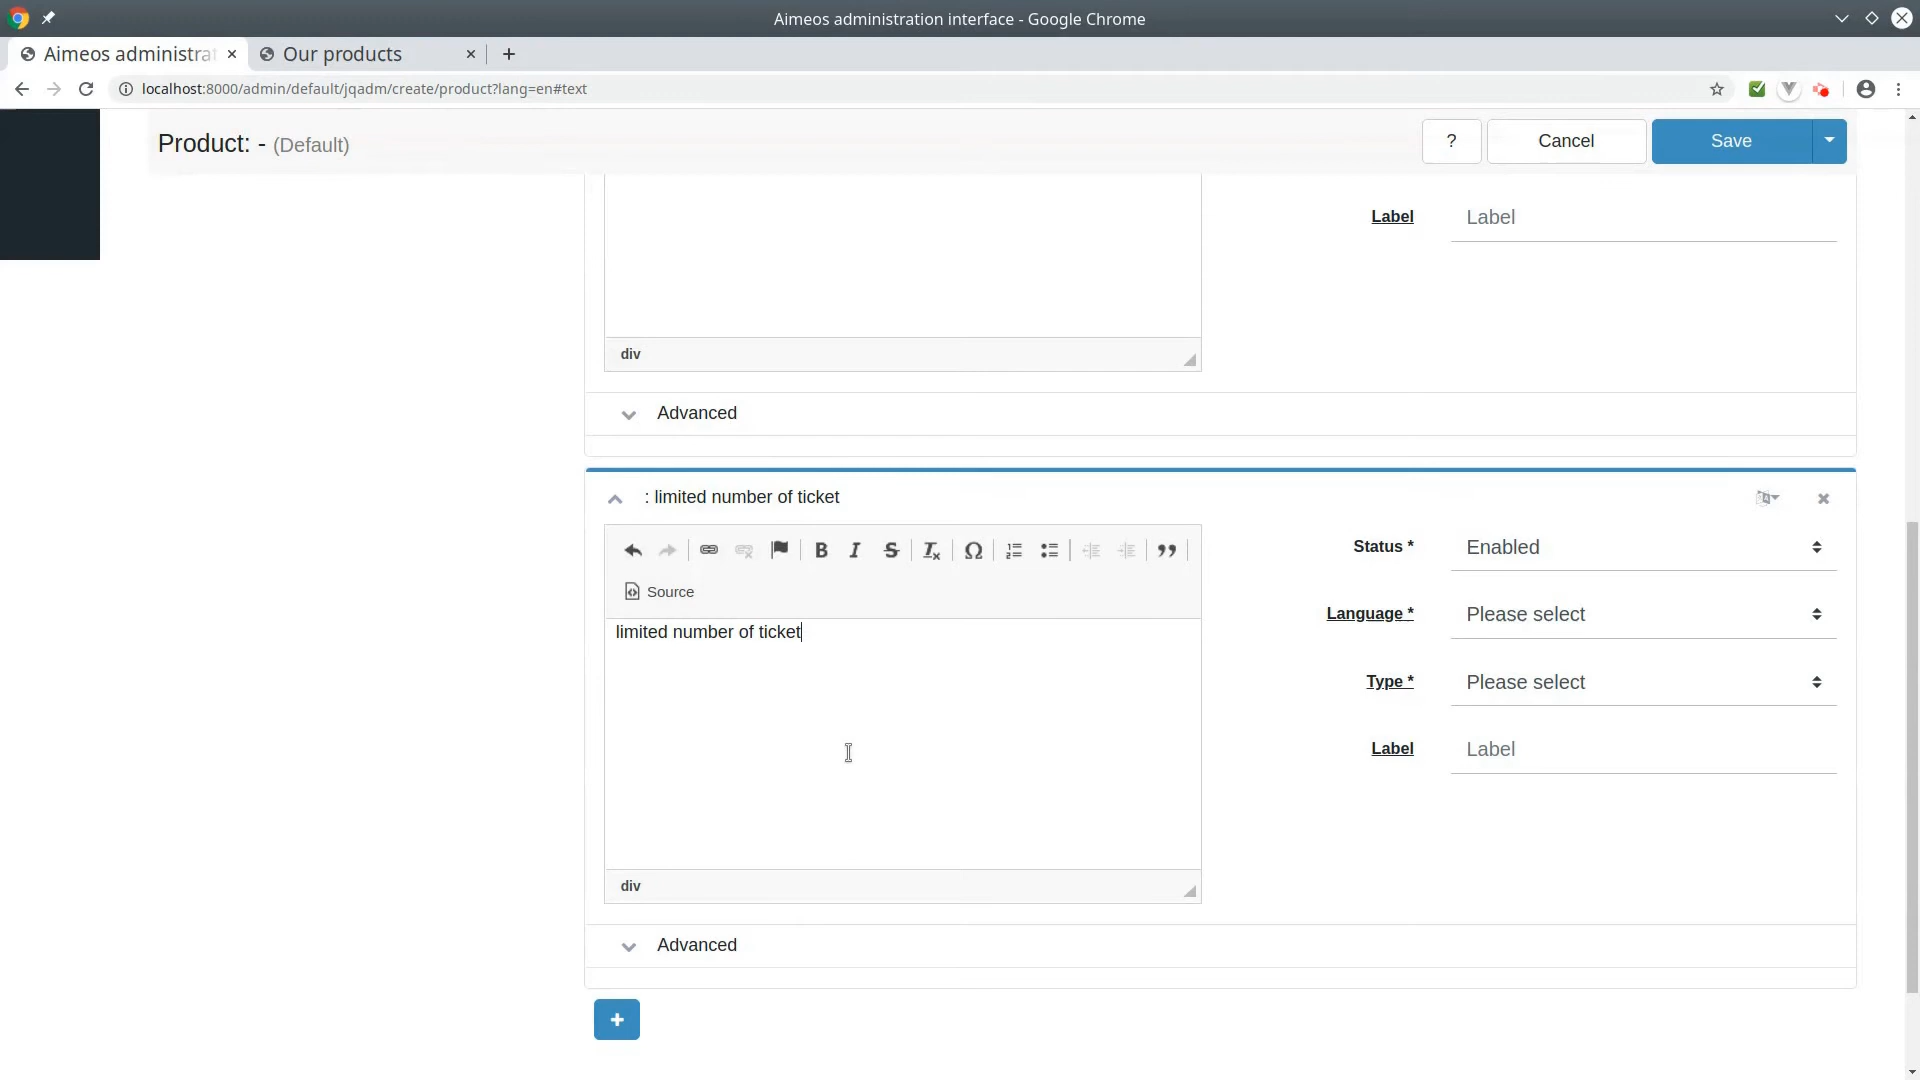 Aimeos administration interface - Google Chrome
Aimeos administrat
Our products
localhost:8000/admin/default/jqadm/create/product?lang=en#text
Product: - (Default)
?
Cancel
Save
Label
Label
div
Advanced
: limited number of ticket
Source
limited number of ticket
Status *
Enabled
Language *
Please select
Type *
Please select
Label
Label
div
Advanced